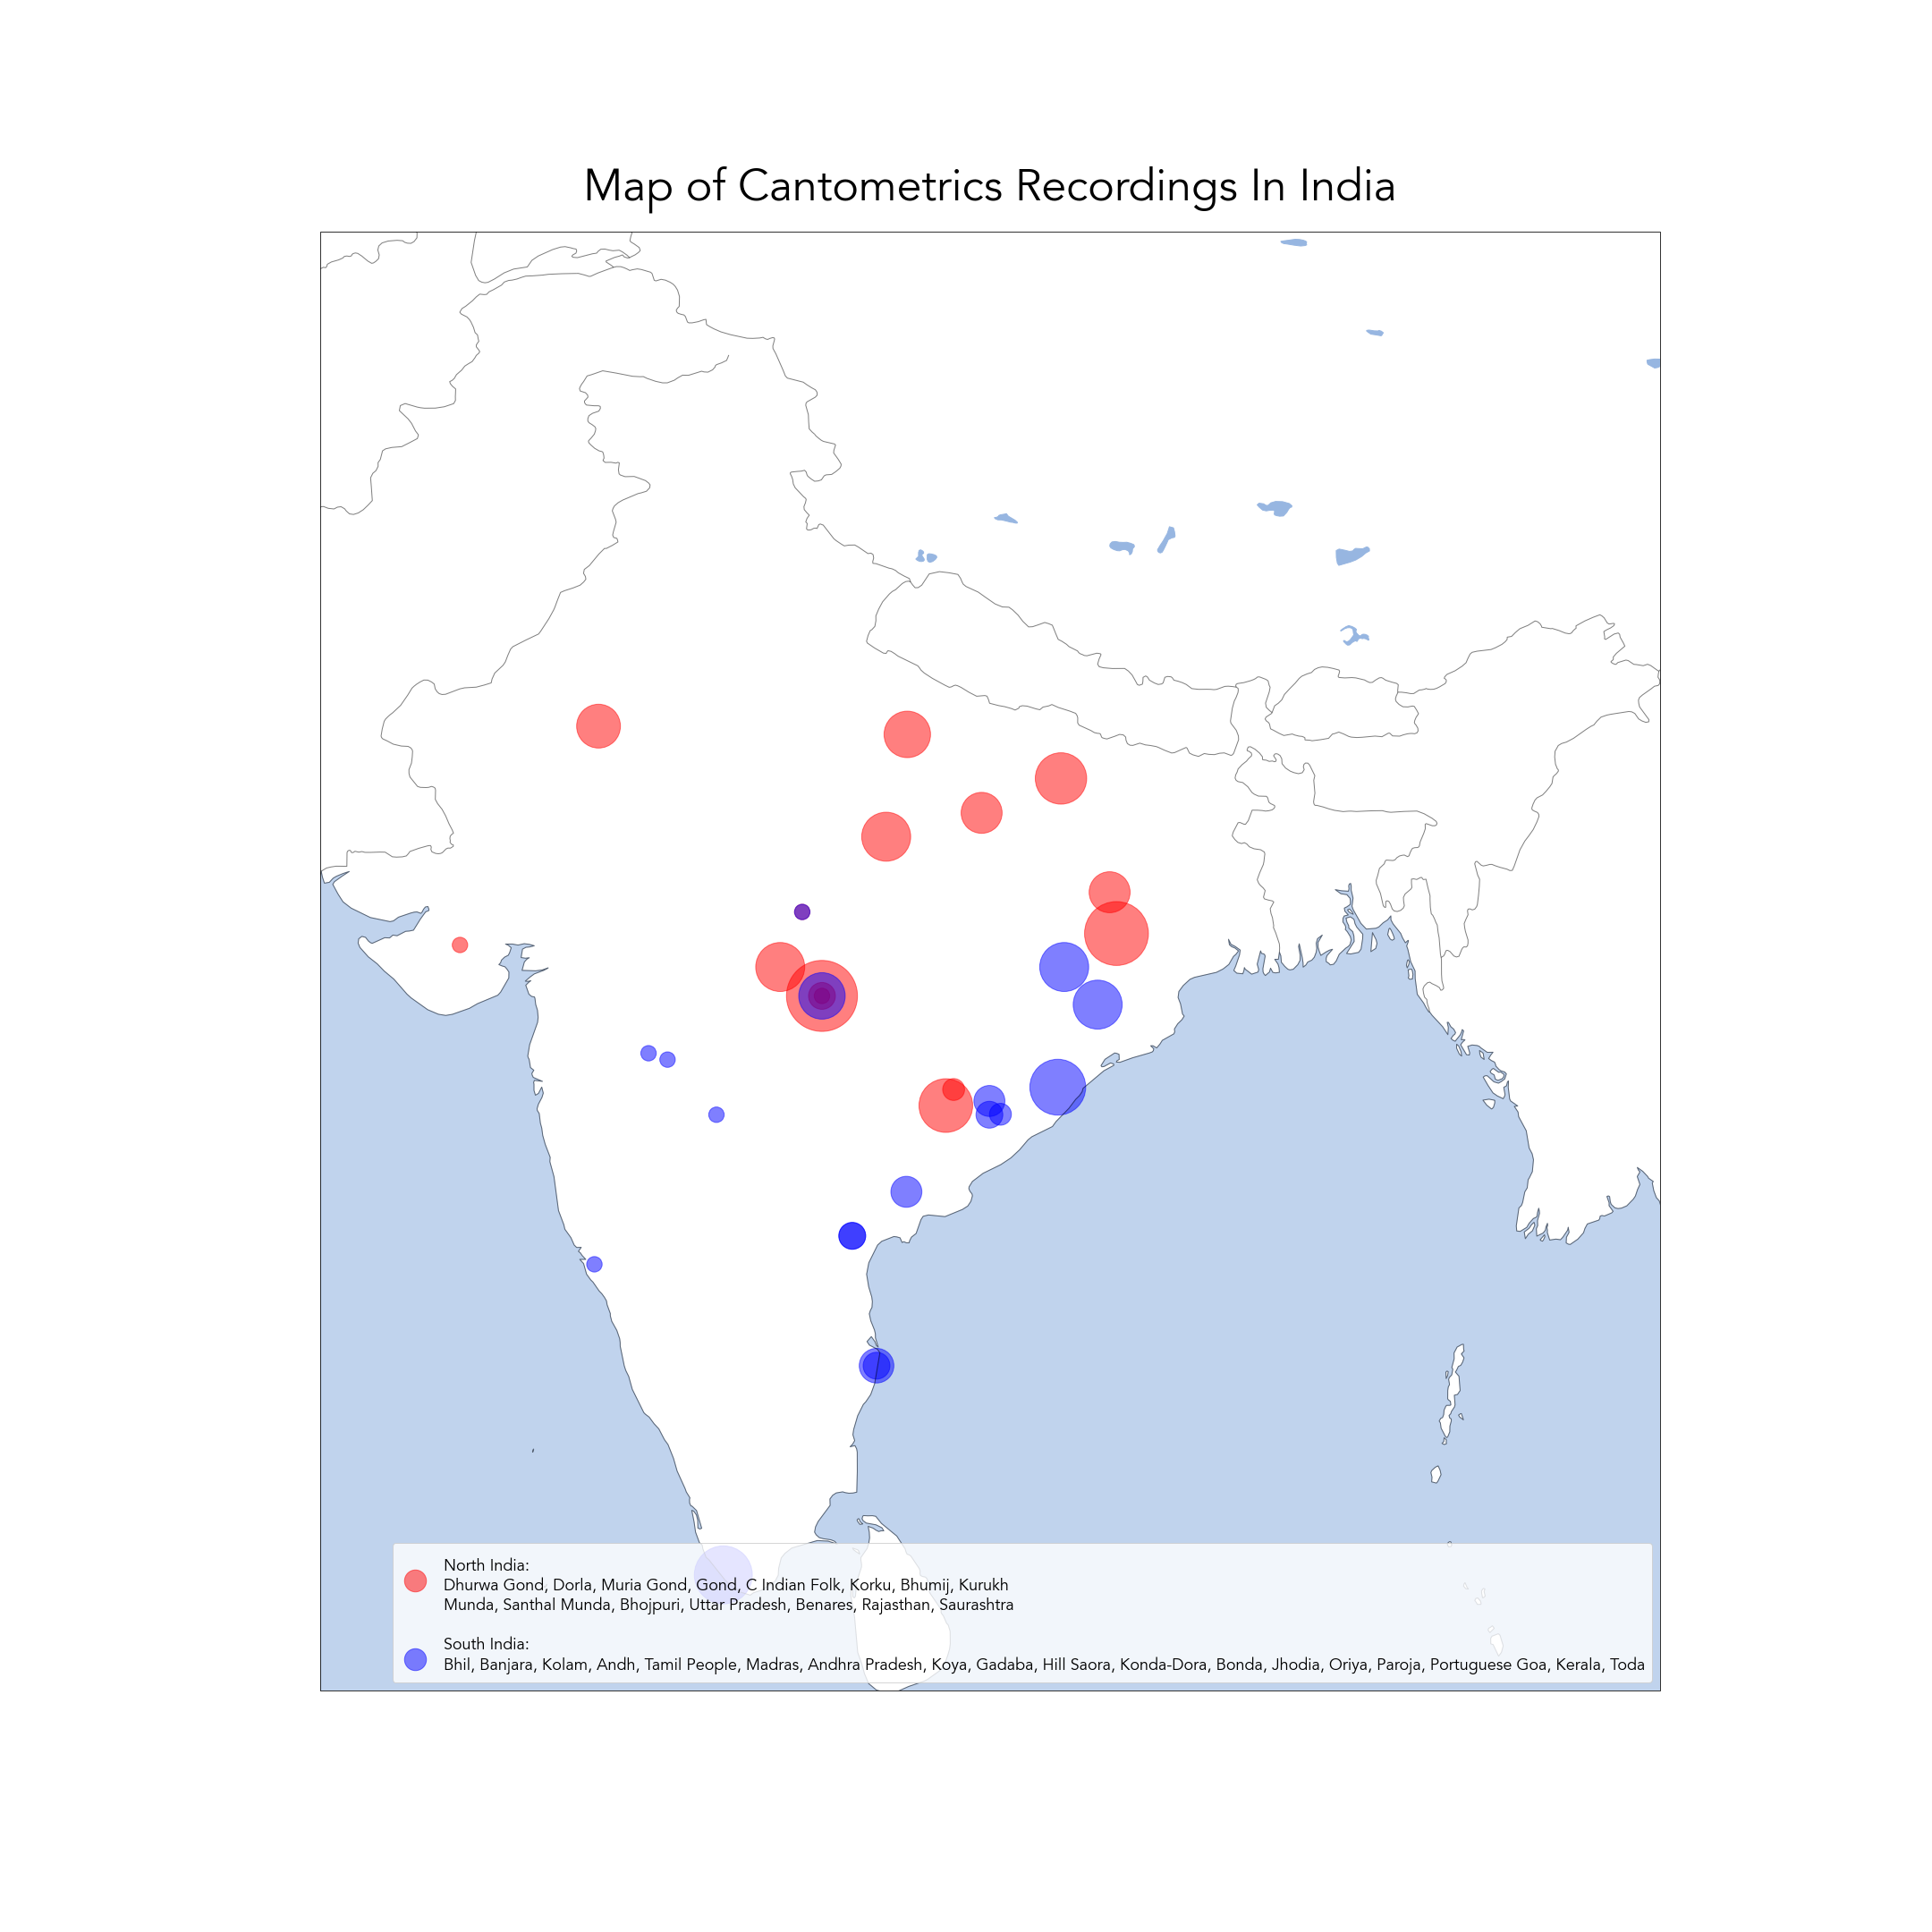 Map of Cantometrics Recordings In India
North India:
Dhurwa Gond, Dorla, Muria Gond, Gond, C Indian Folk, Korku, Bhumij, Kurukh
Munda, Santhal Munda, Bhojpuri, Uttar Pradesh, Benares, Rajasthan, Saurashtra
South India:
Bhil, Banjara, Kolam, Andh, Tamil People, Madras, Andhra Pradesh, Koya, Gadaba, Hill Saora, Konda-Dora, Bonda, Jhodia, Oriya, Paroja, Portuguese Goa, Kerala, Toda